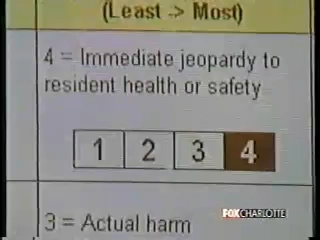 (Least -> Most)
4 = Immediate jeopardy to
resident health or safety
1 2 3 4
FOXCHARLOTTE
3 = Actual harm